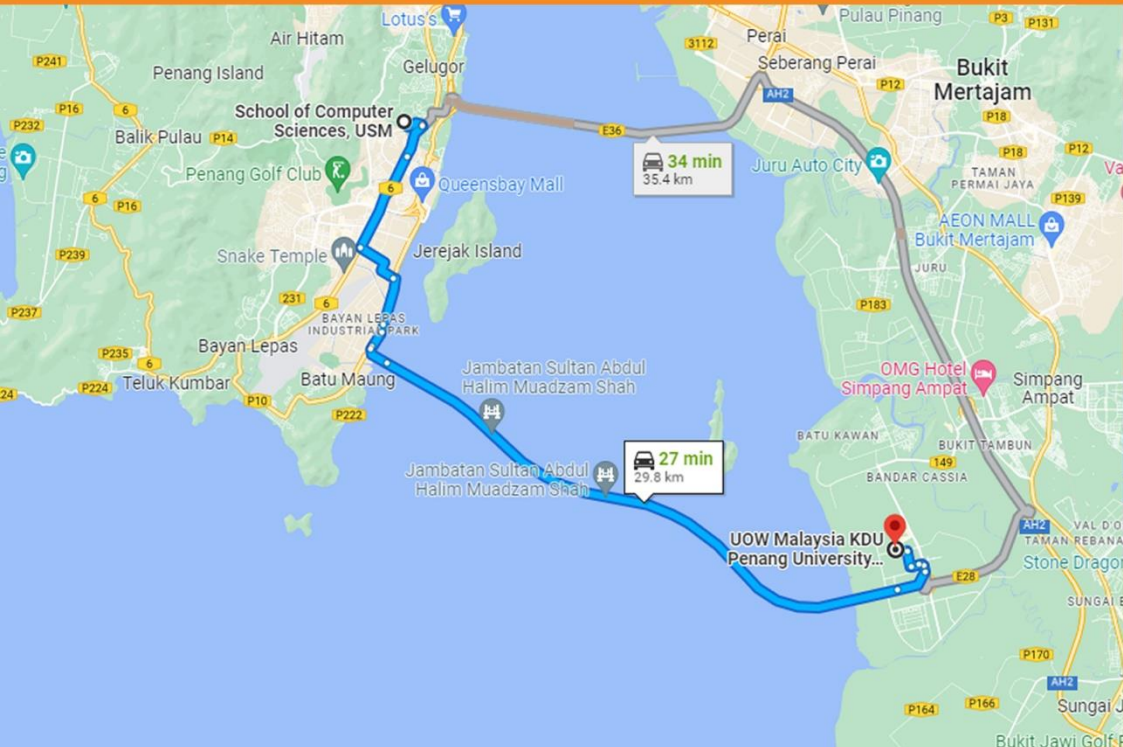 Lotus's
Pulau Pinang
P3
P131
Air Hitam
3112
Perai
P241
Gelugor
Seberang Perai
Bukit
Mertajam
Penang Island
P12
AH2
P16
6
School of Computer
Sciences, USM
P18
P232
Balik Pulau
P14
E36
34 min
35.4 km
P18
P12
Juru Auto City
TAMAN
PERMAI JAYA
Penang Golf Club
6
Queensbay Mall
6
P16
P139
AEON MALL
Bukit Mertajam
P239
Snake Temple
Jerejak Island
JURU
231
6
P237
P183
BAYAN LEPAS
INDUSTRIAL PARK
Bayan Lepas
P235
6
Jambatan Sultan Abdul
Halim Muadzam Shah
OMG Hotel
Simpang Ampat
Simpang
Ampat
24
P224
Teluk Kumbar
Batu Maung
P10
P222
BATU KAWAN
BUKIT TAMBUN
27 min
29.8 km
149
BANDAR CASSIA
Jambatan Sultan Abdul
Halim Muadzam Shah
AH2
UOW Malaysia KDU
Penang University...
E28
Stone Dragon
P170
AH2
P164
P166
Bukit Jawi Golf